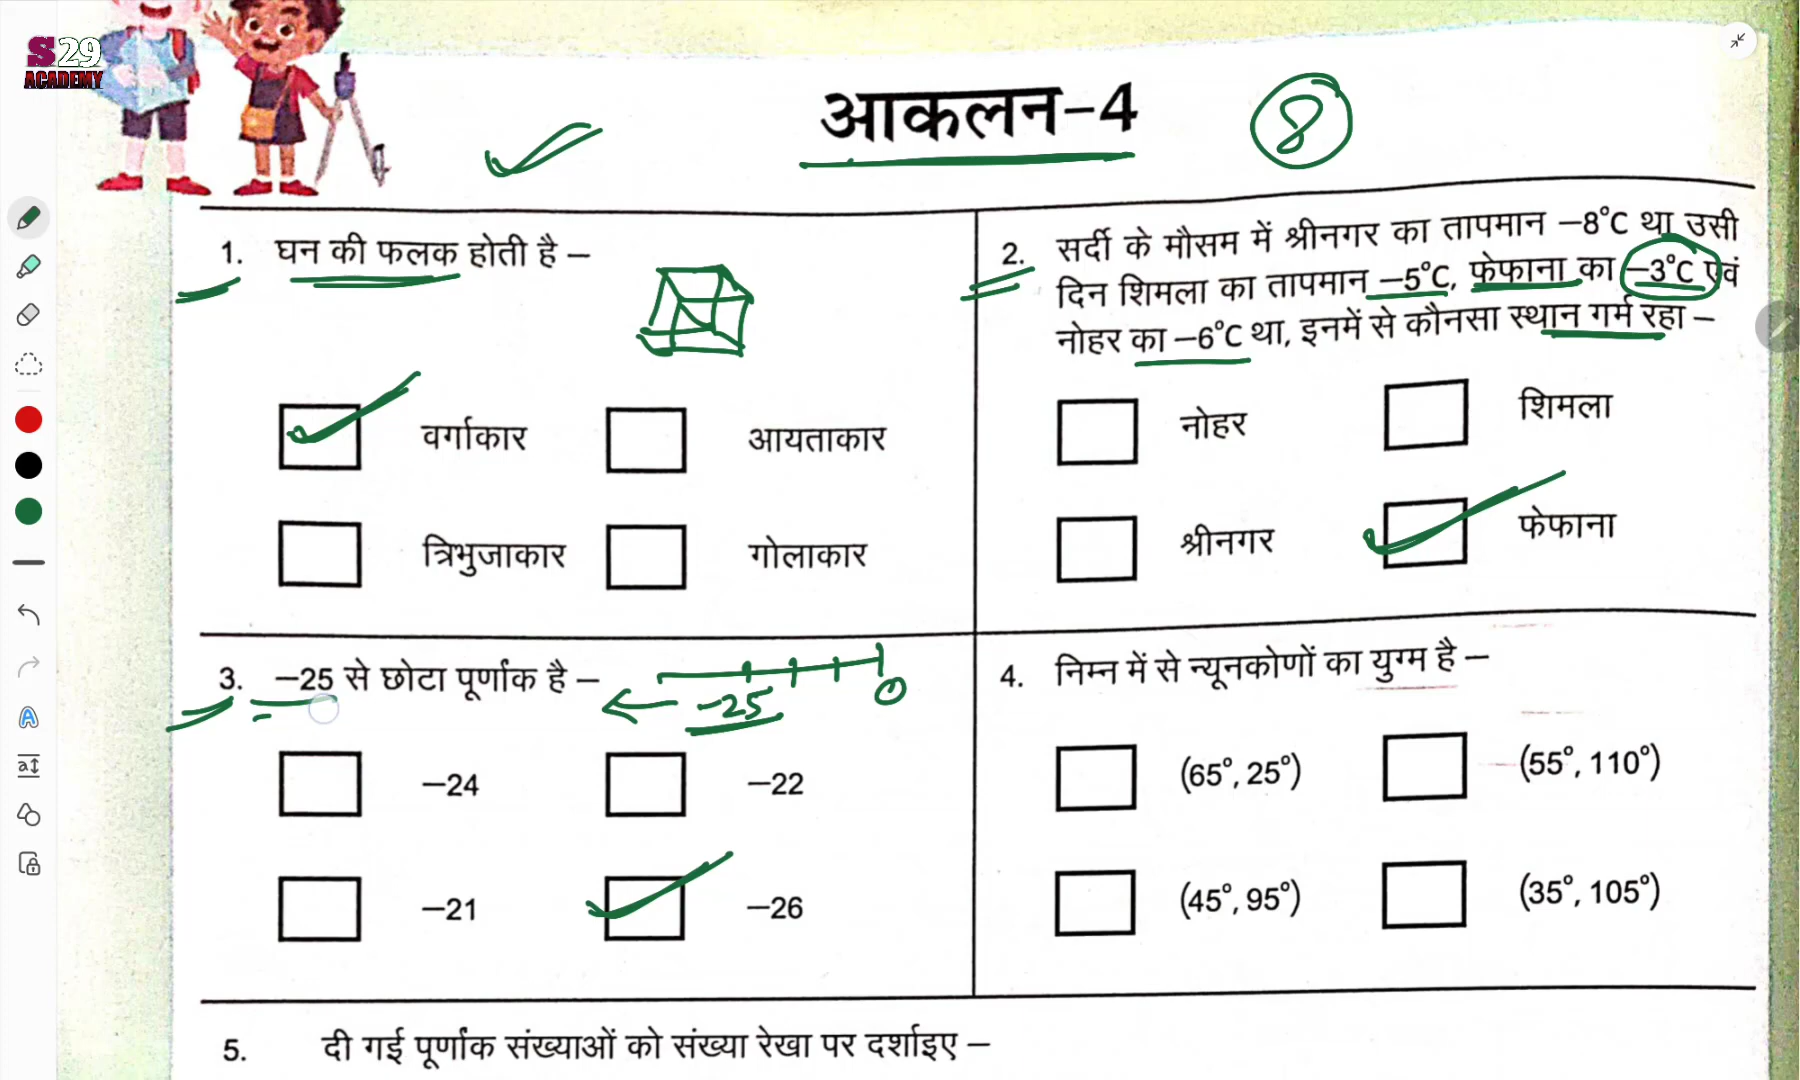 S29
ACADEMY
आकलन–4
8
1. घन की फलक होती है –
वर्गाकार
आयताकार
त्रिभुजाकार
गोलाकार
2. सर्दी के मौसम में श्रीनगर का तापमान –8°C था उसी
दिन शिमला का तापमान –5°C, फेफाना का –3°C एवं
नोहर का –6°C था, इनमें से कौनसा स्थान गर्म रहा –
नोहर
शिमला
श्रीनगर
फेफाना
3. –25 से छोटा पूर्णाक है –
-25
0
–24
–22
–21
–26
4. निम्न में से न्यूनकोणों का युग्म है –
(65°, 25°)
(55°, 110°)
(45°, 95°)
(35°, 105°)
5. दी गई पूर्णाक संख्याओं को संख्या रेखा पर दर्शाइए –